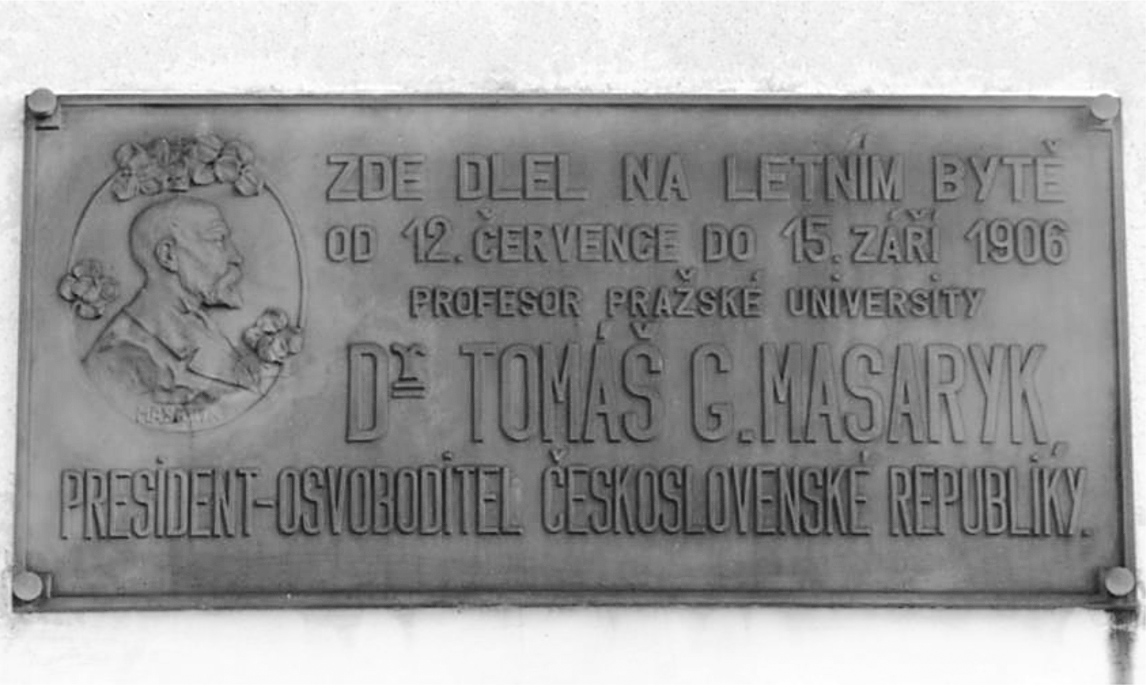 ZDE DLEL NA LETNÍM BYTĚ
OD 12. ČERVENCE DO 15. ZÁŘÍ 1906
PROFESOR PRAŽSKÉ UNIVERSITY
Dr TOMÁŠ G. MASARYK,
PRESIDENT-OSVOBODITEL ČESKOSLOVENSKÉ REPUBLIKY.
MASARYK